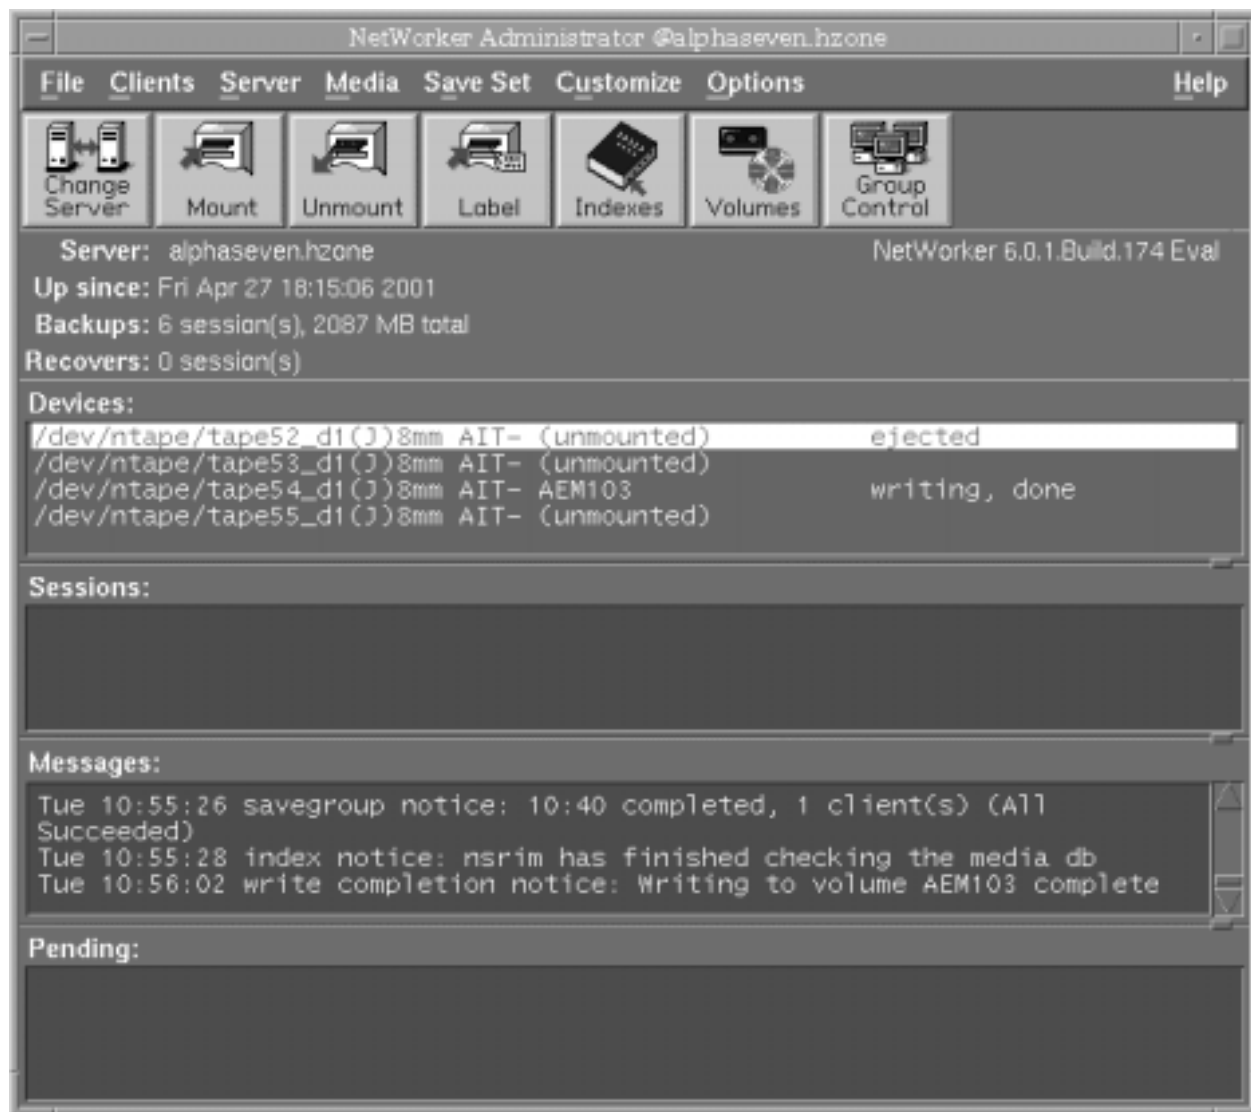 NetWorker Administrator @alphaseven.hzone
File Clients Server Media Save Set Customize Options Help
Change Server Mount Unmount Label Indexes Volumes Group Control
Server: alphaseven.hzone NetWorker 6.0.1.Build.174 Eval
Up since: Fri Apr 27 18:15:06 2001
Backups: 6 session(s), 2087 MB total
Recovers: 0 session(s)
Devices:
/dev/ntape/tape52_d1(J)8mm AIT- (unmounted) ejected
/dev/ntape/tape53_d1(J)8mm AIT- (unmounted)
/dev/ntape/tape54_d1(J)8mm AIT- AEM103 writing, done
/dev/ntape/tape55_d1(J)8mm AIT- (unmounted)
Sessions:
Messages:
Tue 10:55:26 savegroup notice: 10:40 completed, 1 client(s) (All
Succeeded)
Tue 10:55:28 index notice: nsrim has finished checking the media db
Tue 10:56:02 write completion notice: Writing to volume AEM103 complete
Pending: